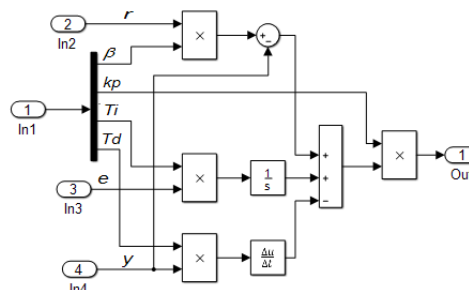 2
r
In2
×
+
−
β
kp
1
In1
Ti
Td
+
+
−
×
1
Out
3
e
In3
×
1
s
4
y
In4
×
Δu
Δt